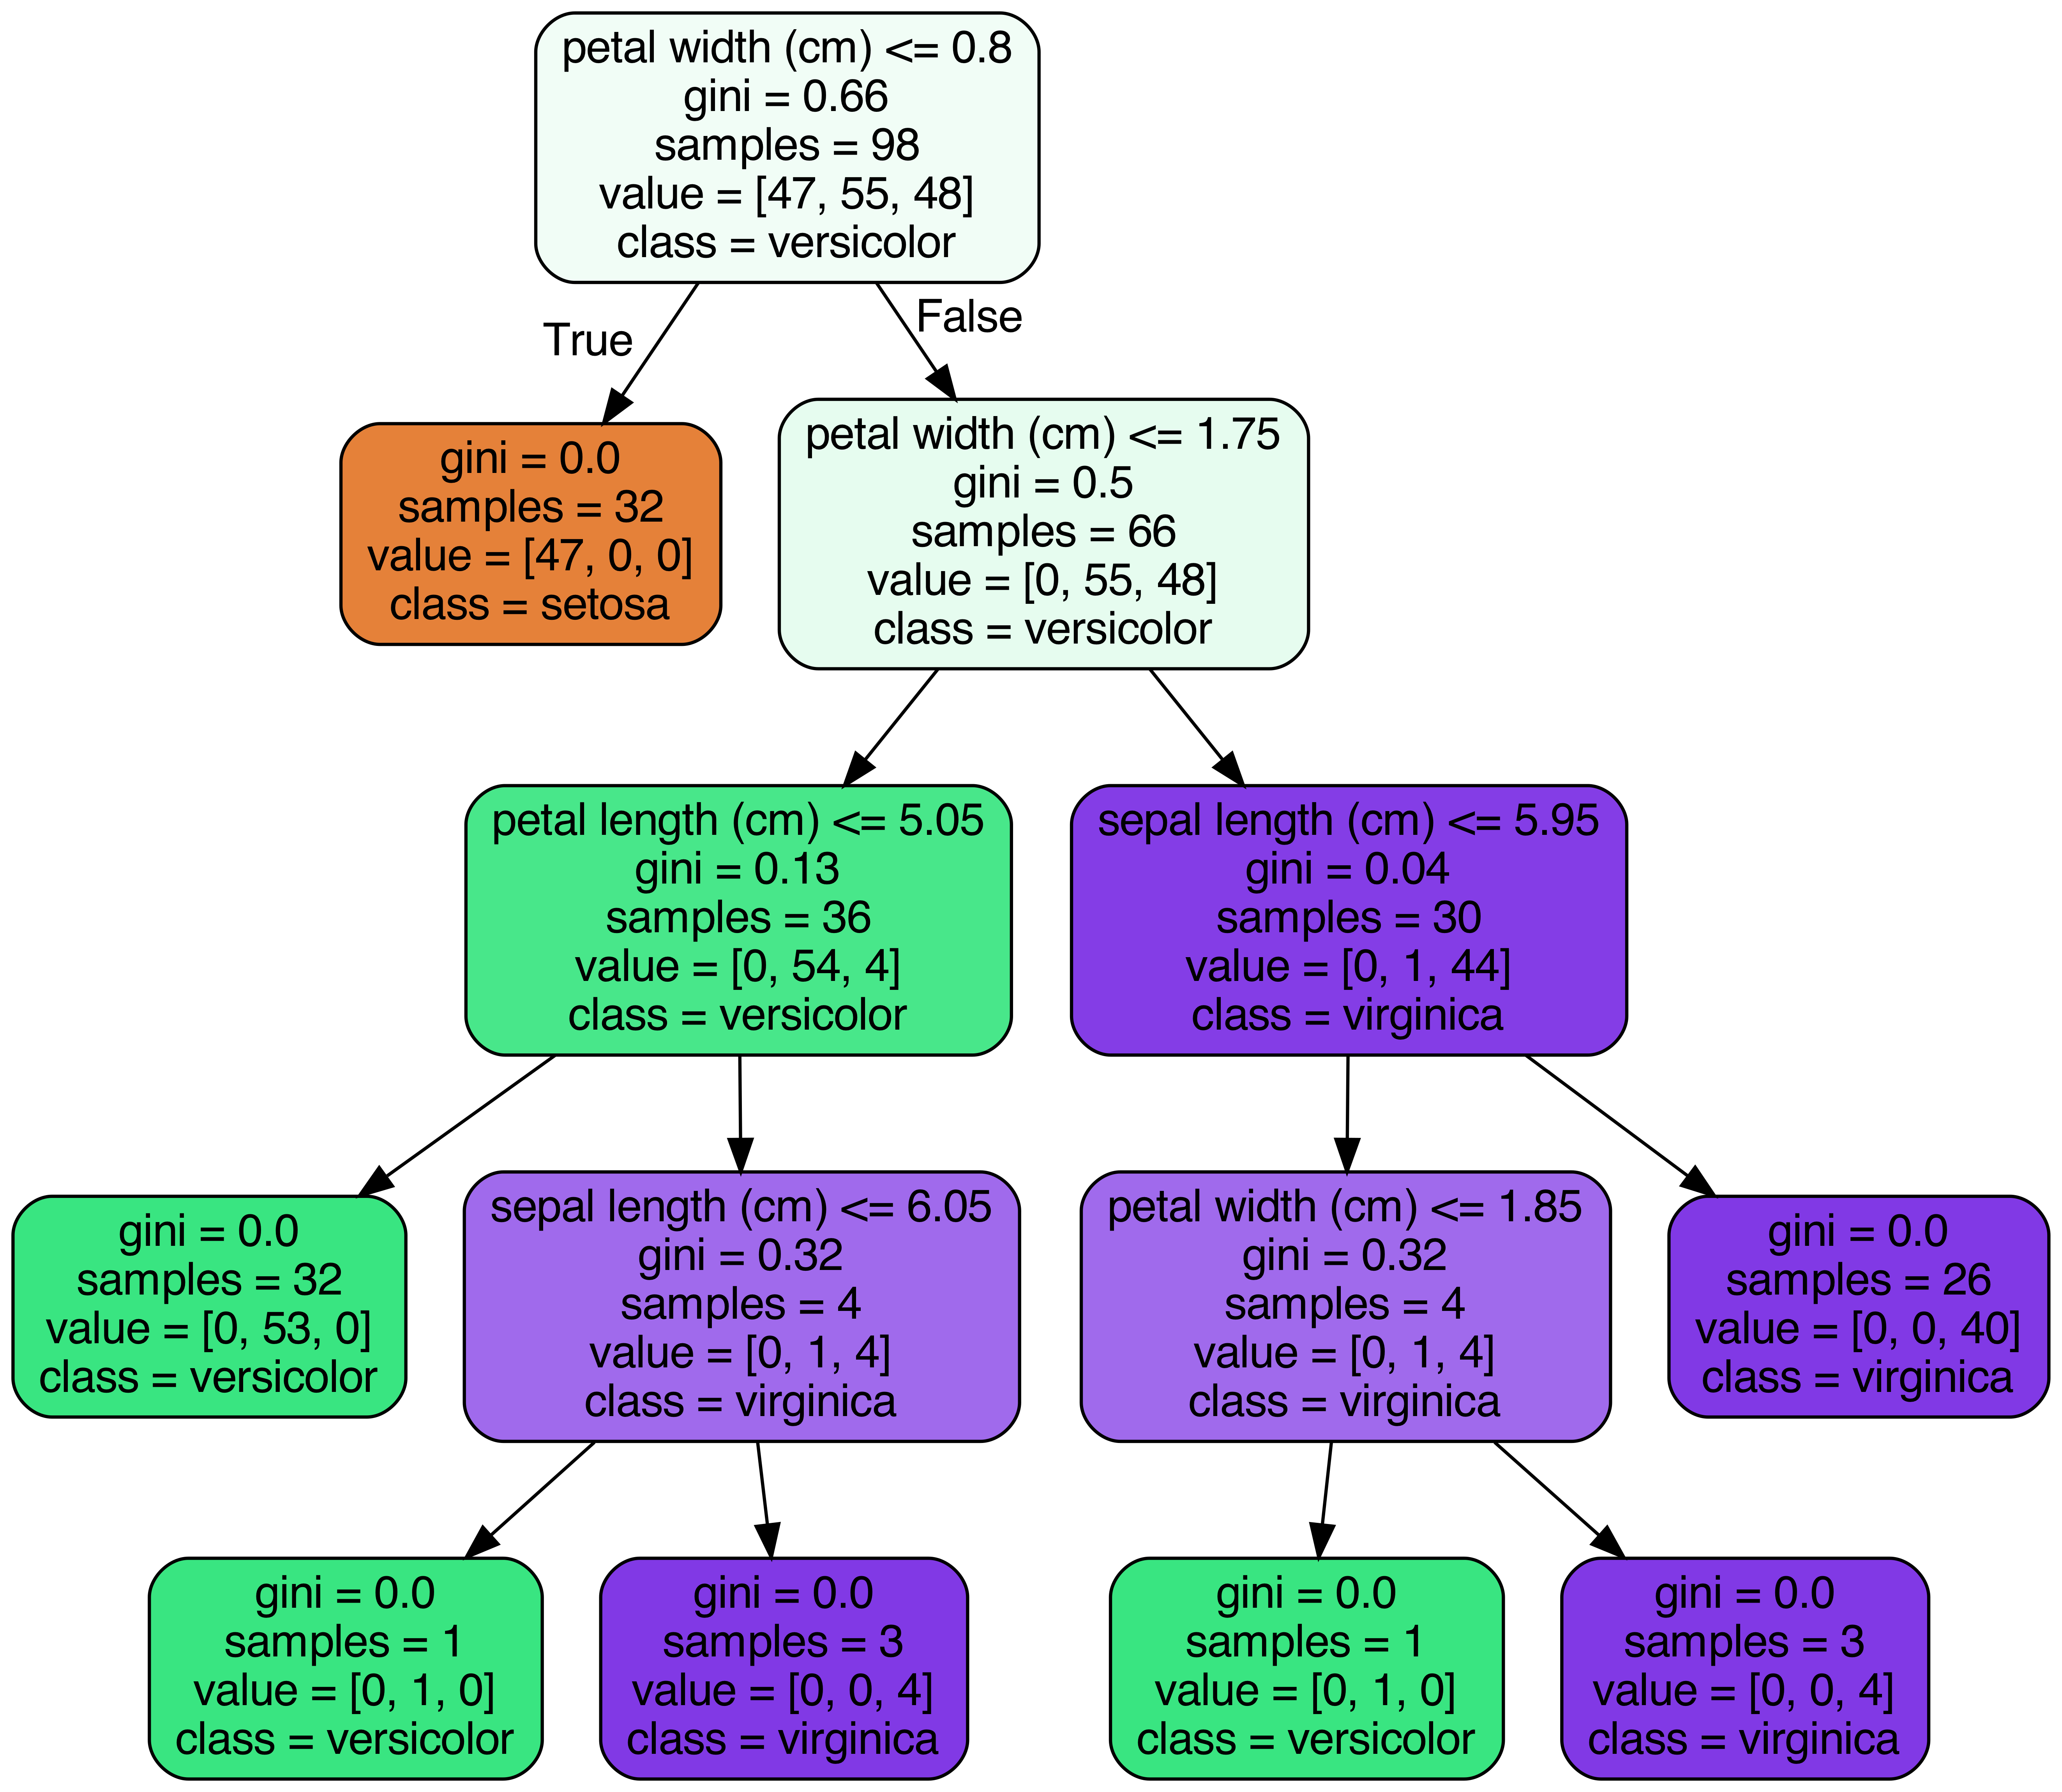 petal width (cm) <= 0.8
gini = 0.66
samples = 98
value = [47, 55, 48]
class = versicolor
True
False
gini = 0.0
samples = 32
value = [47, 0, 0]
class = setosa
petal width (cm) <= 1.75
gini = 0.5
samples = 66
value = [0, 55, 48]
class = versicolor
petal length (cm) <= 5.05
gini = 0.13
samples = 36
value = [0, 54, 4]
class = versicolor
sepal length (cm) <= 5.95
gini = 0.04
samples = 30
value = [0, 1, 44]
class = virginica
gini = 0.0
samples = 32
value = [0, 53, 0]
class = versicolor
sepal length (cm) <= 6.05
gini = 0.32
samples = 4
value = [0, 1, 4]
class = virginica
petal width (cm) <= 1.85
gini = 0.32
samples = 4
value = [0, 1, 4]
class = virginica
gini = 0.0
samples = 26
value = [0, 0, 40]
class = virginica
gini = 0.0
samples = 1
value = [0, 1, 0]
class = versicolor
gini = 0.0
samples = 3
value = [0, 0, 4]
class = virginica
gini = 0.0
samples = 1
value = [0, 1, 0]
class = versicolor
gini = 0.0
samples = 3
value = [0, 0, 4]
class = virginica